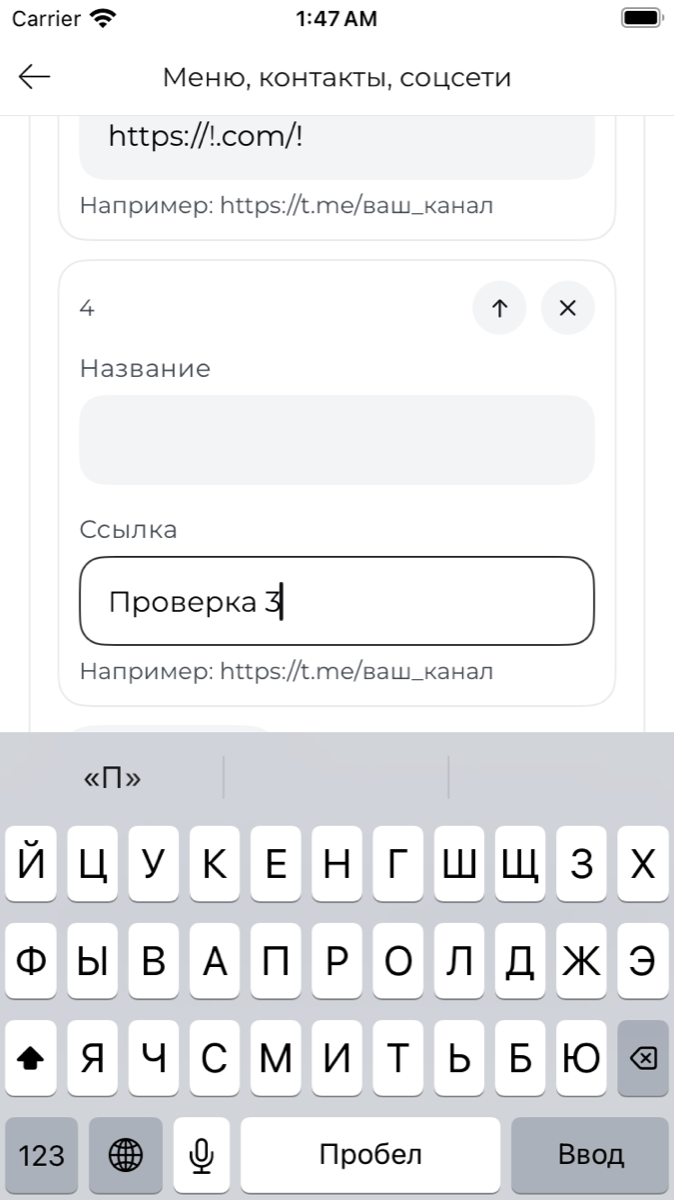 Carrier 1:47 AM
Меню, контакты, соцсети
https://!.com/!
Например: https://t.me/ваш_канал
4
Название
Ссылка
Проверка 3
Например: https://t.me/ваш_канал
«П»
Й Ц У К Е Н Г Ш Щ З Х
Ф Ы В А П Р О Л Д Ж Э
Я Ч С М И Т Ь Б Ю
123 Пробел Ввод